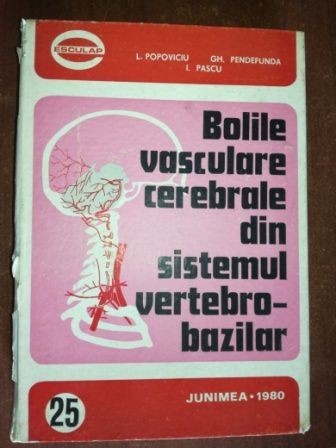 ESCULAP
L. POPOVICIU GH. PENDEFUNDA
I. PASCU
Bolile
vasculare
cerebrale
din
sistemul
vertebro-
bazilar
25
JUNIMEA • 1980